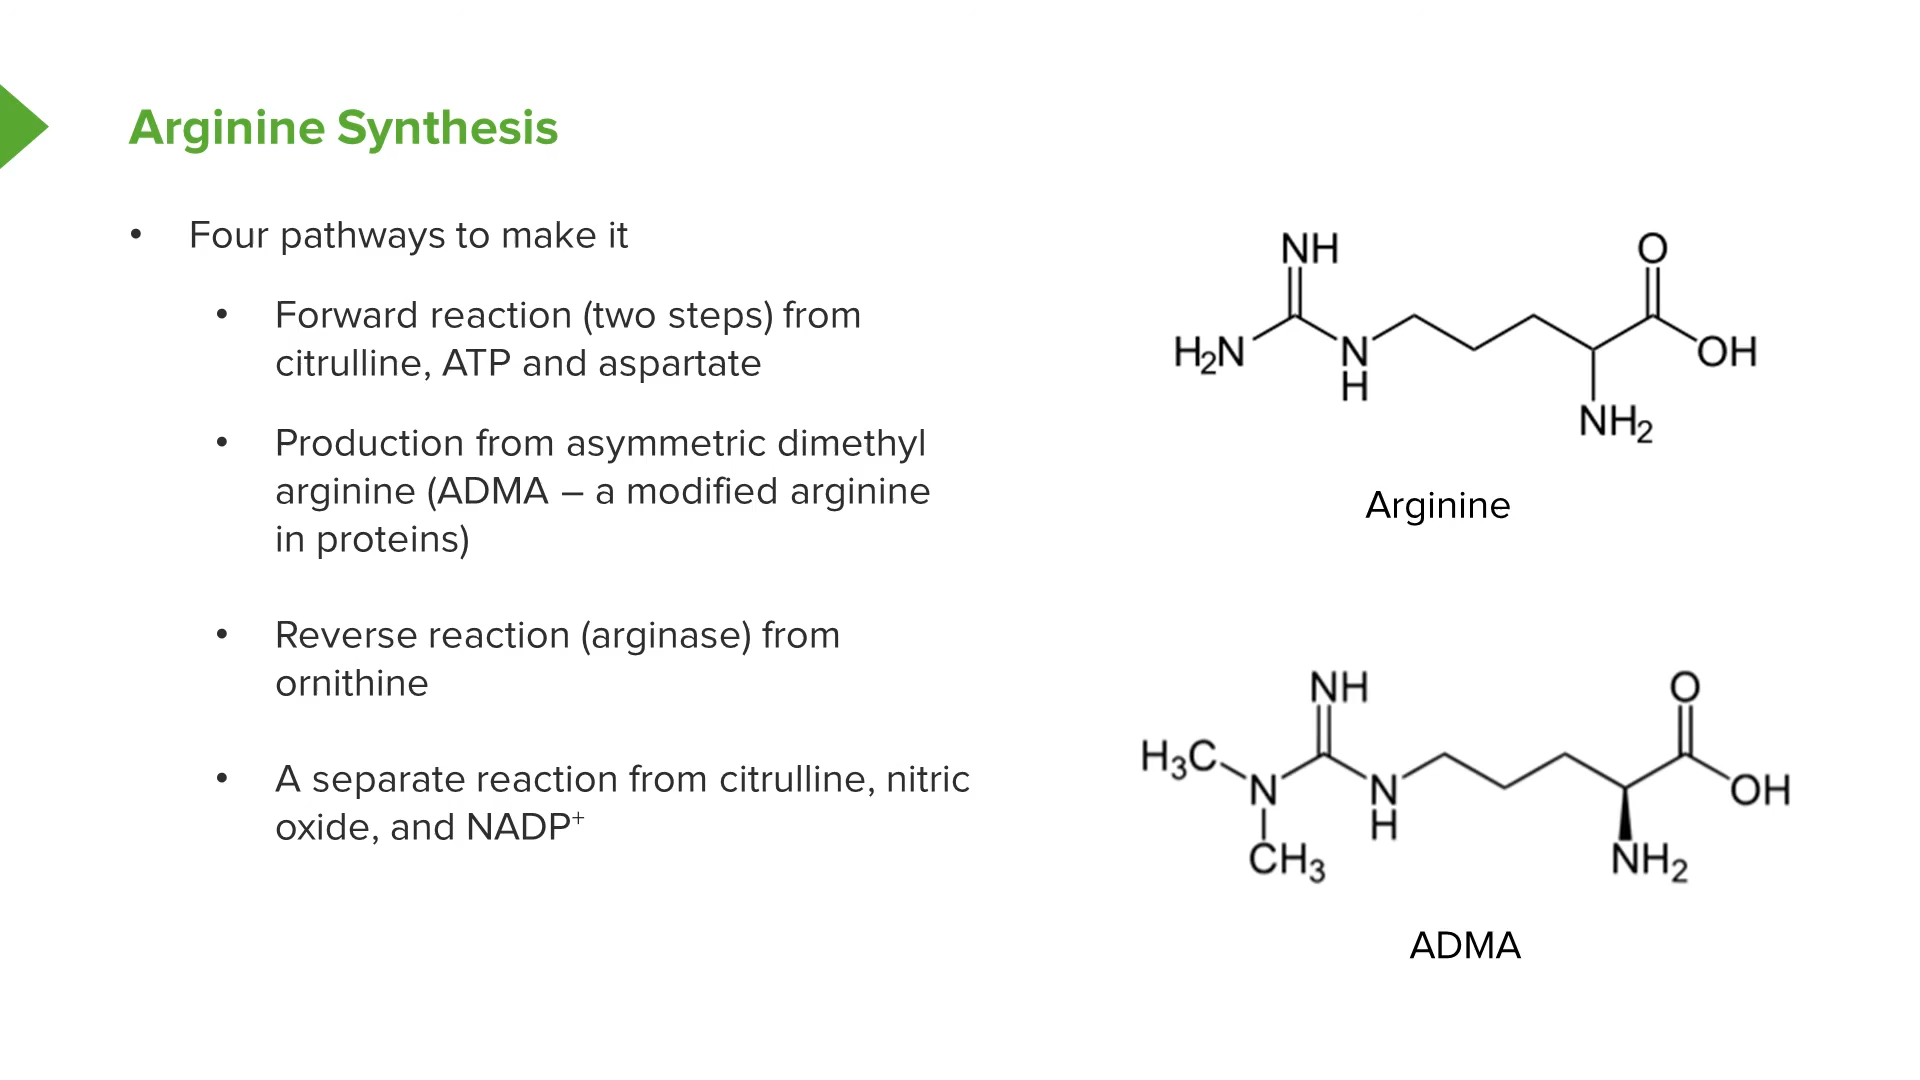 Arginine Synthesis
• Four pathways to make it
• Forward reaction (two steps) from
citrulline, ATP and aspartate
• Production from asymmetric dimethyl
arginine (ADMA – a modified arginine
in proteins)
• Reverse reaction (arginase) from
ornithine
• A separate reaction from citrulline, nitric
oxide, and NADP⁺
NH
O
H₂N
N
H
OH
NH₂
Arginine
NH
O
H₃C
N
N
H
OH
CH₃
NH₂
ADMA